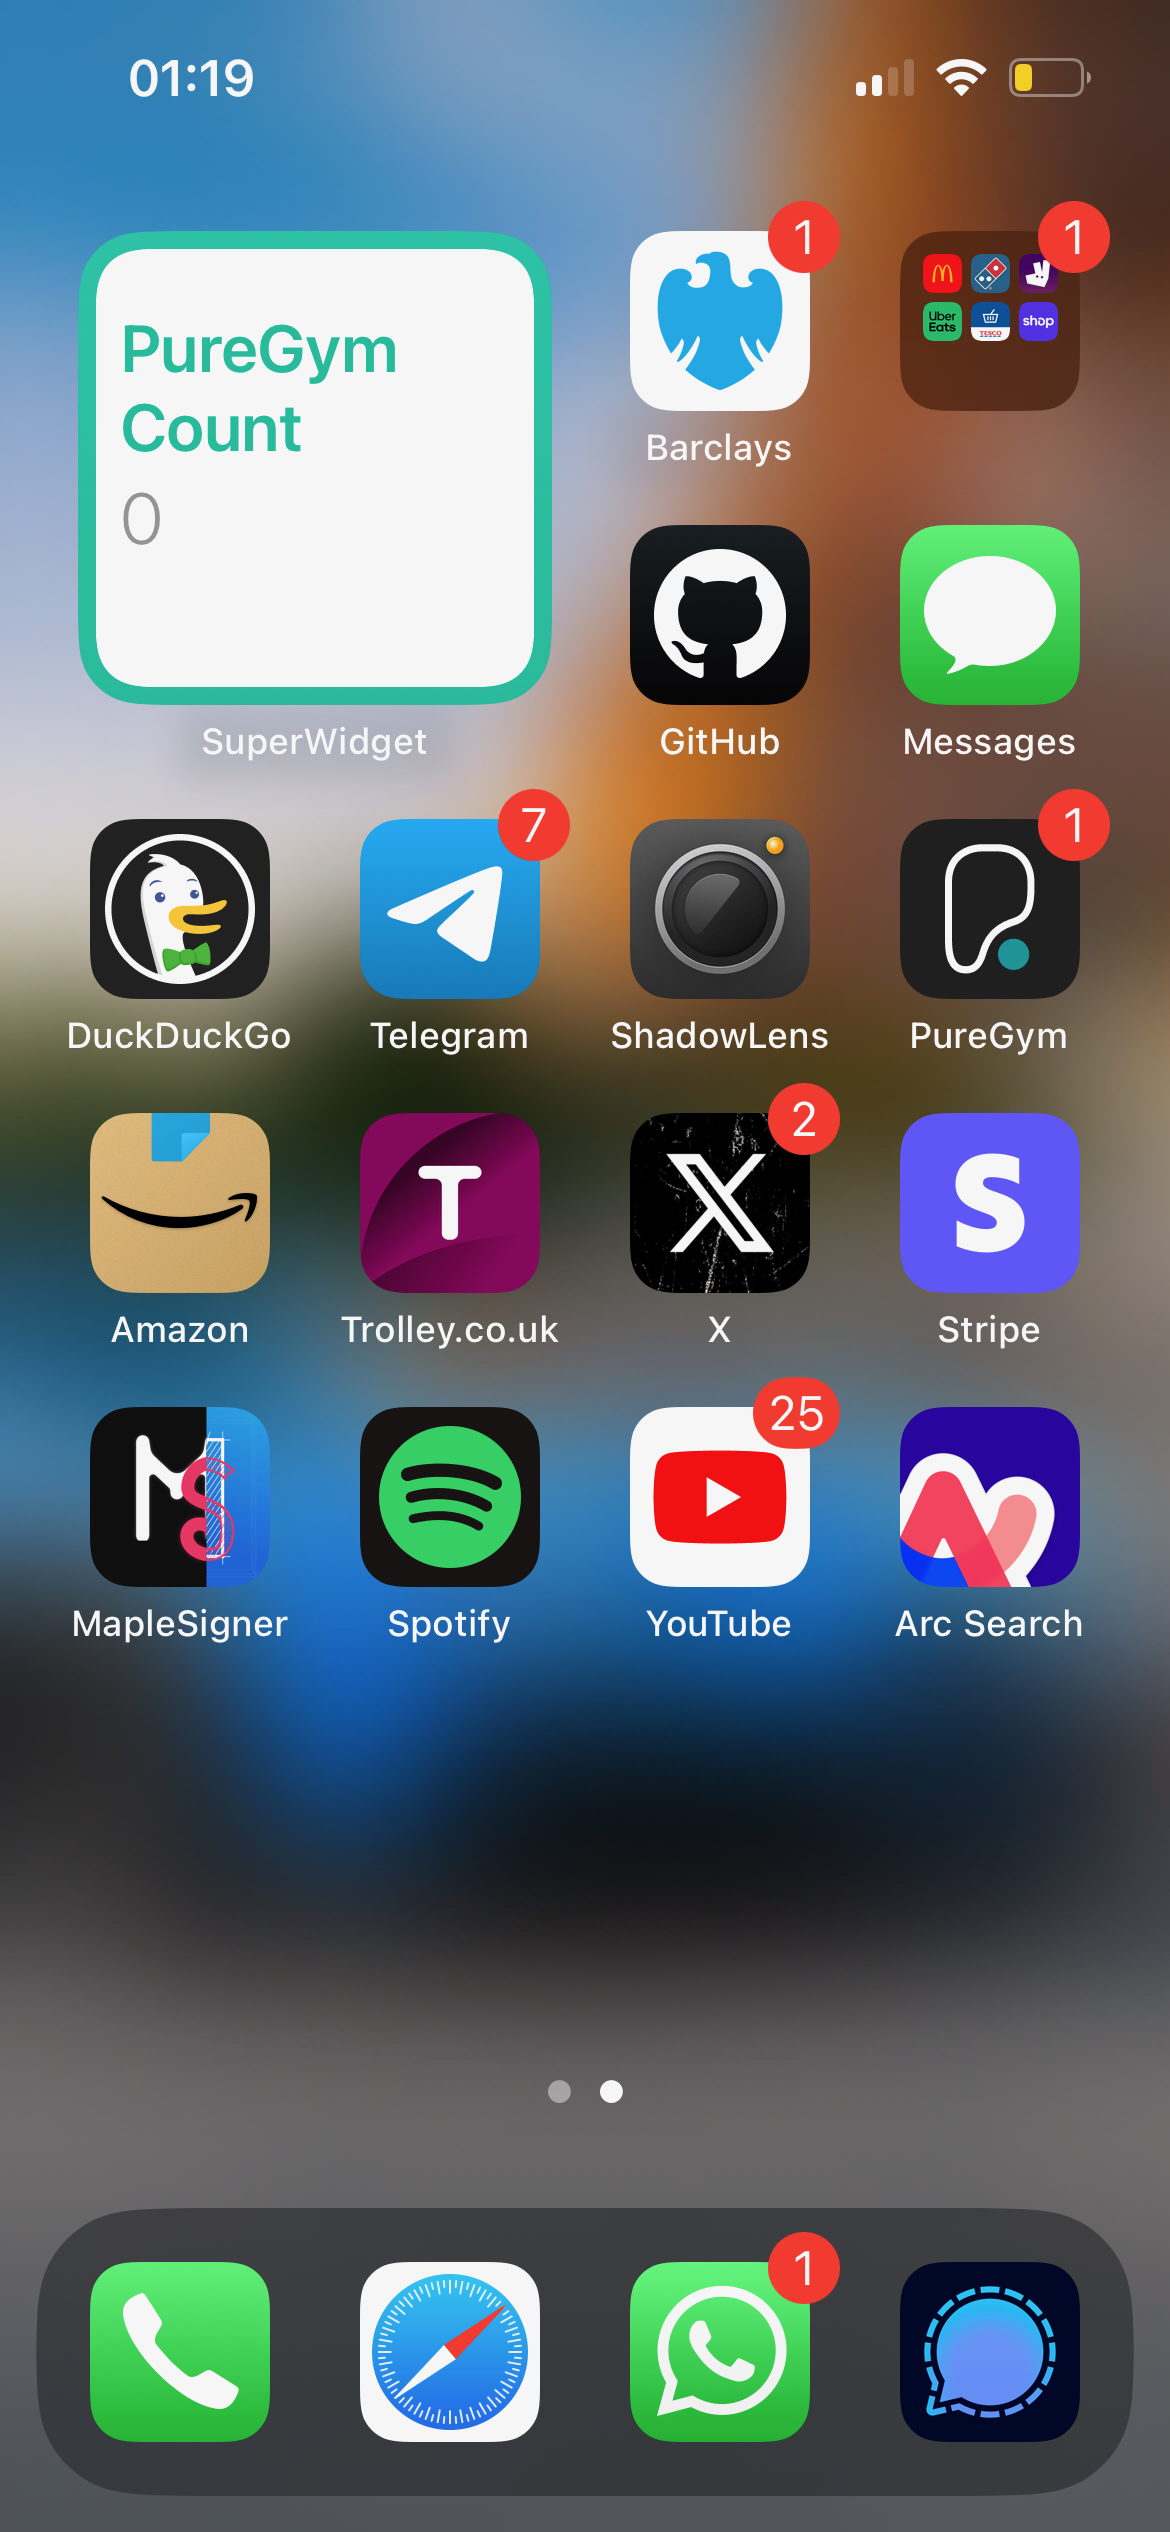 01:19
PureGym
Count
0
SuperWidget
1
Barclays
1
Uber
Eats
TESCO
shop
GitHub
Messages
DuckDuckGo
7
Telegram
ShadowLens
1
PureGym
Amazon
T
Trolley.co.uk
2
X
X
S
Stripe
MS
MapleSigner
Spotify
25
YouTube
Arc Search
1